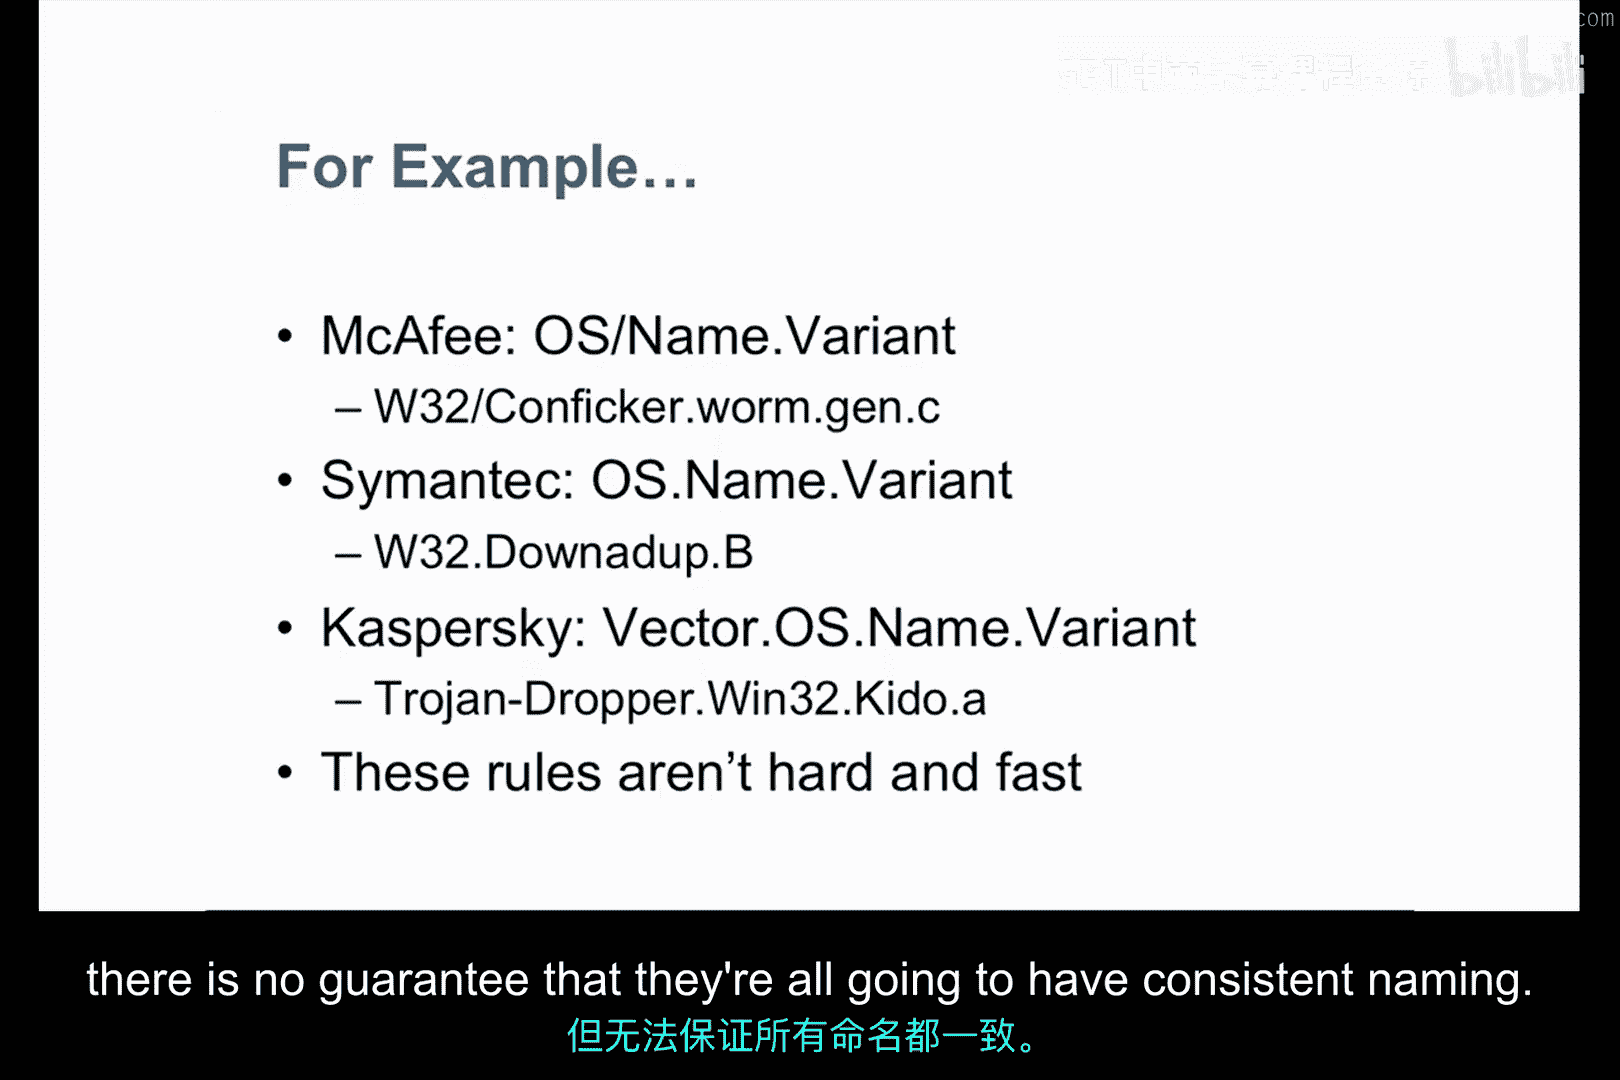 com
bilibili
For Example…
• McAfee: OS/Name.Variant
– W32/Conficker.worm.gen.c
• Symantec: OS.Name.Variant
– W32.Downadup.B
• Kaspersky: Vector.OS.Name.Variant
– Trojan-Dropper.Win32.Kido.a
• These rules aren’t hard and fast
there is no guarantee that they're all going to have consistent naming.
但无法保证所有命名都一致。